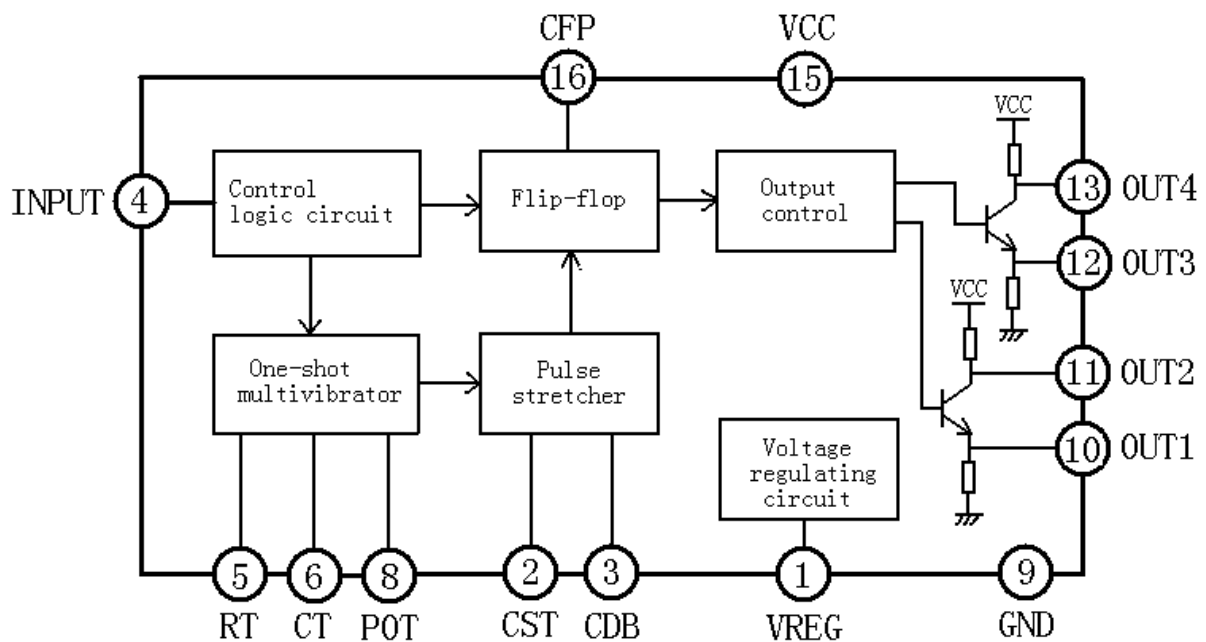 CFP
VCC
16
15
VCC
Control
logic circuit
Flip-flop
Output
control
INPUT
4
13
OUT4
12
OUT3
VCC
One-shot
multivibrator
Pulse
stretcher
11
OUT2
Voltage
regulating
circuit
10
OUT1
5
6
8
2
3
1
9
RT
CT
POT
CST
CDB
VREG
GND